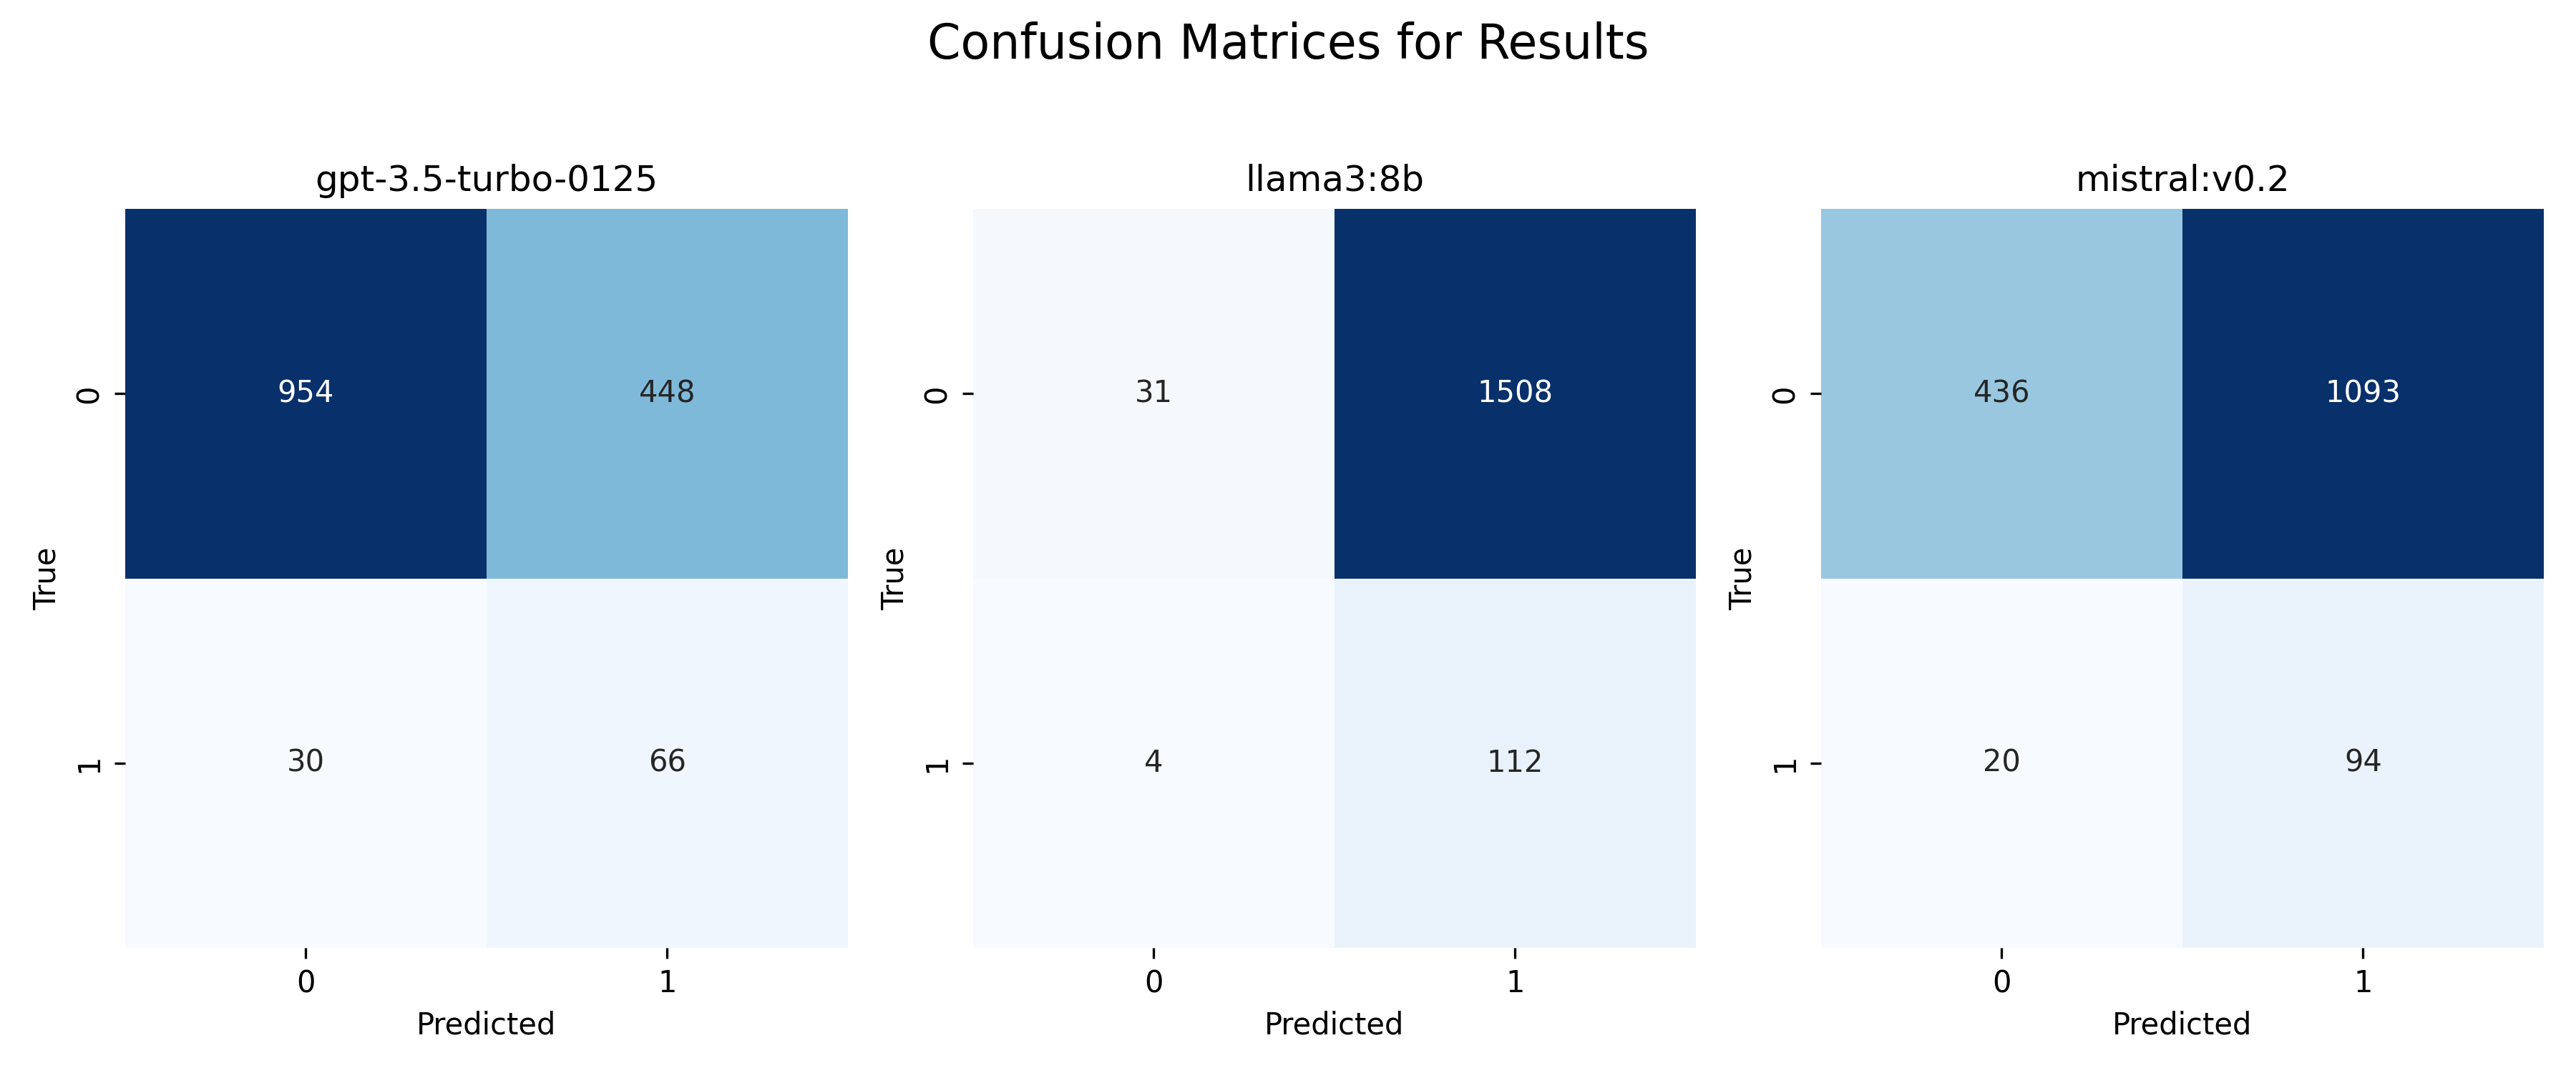 Confusion Matrices for Results
gpt-3.5-turbo-0125
True
0
954
448
1
30
66
0
1
Predicted
llama3:8b
True
0
31
1508
1
4
112
0
1
Predicted
mistral:v0.2
True
0
436
1093
1
20
94
0
1
Predicted